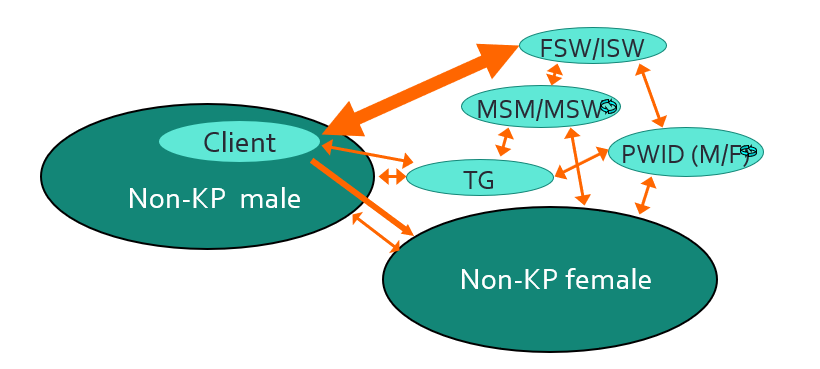 FSW/ISW
MSM/MSW
Client
PWID (M/F)
TG
Non-KP male
Non-KP female